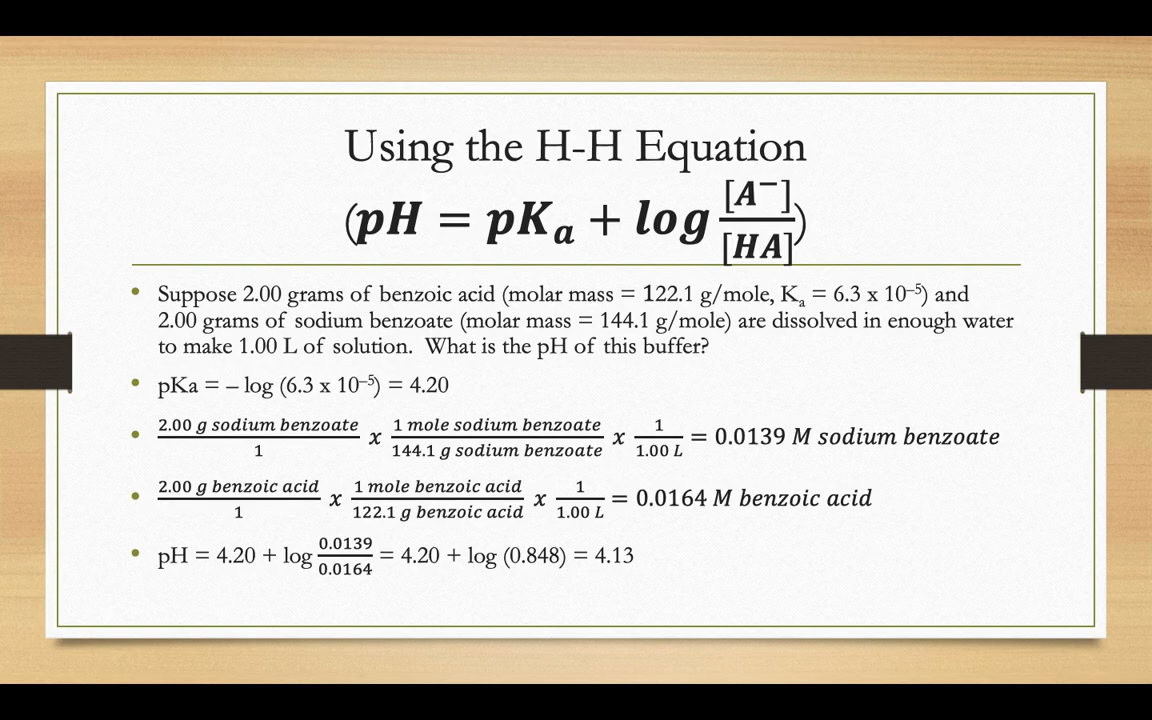 Using the H-H Equation
(pH = pKₐ + log [A⁻]/[HA])
• Suppose 2.00 grams of benzoic acid (molar mass = 122.1 g/mole, Kₐ = 6.3 x 10⁻⁵) and
2.00 grams of sodium benzoate (molar mass = 144.1 g/mole) are dissolved in enough water
to make 1.00 L of solution. What is the pH of this buffer?
• pKa = – log (6.3 x 10⁻⁵) = 4.20
• 2.00 g sodium benzoate/1 x 1 mole sodium benzoate/144.1 g sodium benzoate x 1/1.00 L = 0.0139 M sodium benzoate
• 2.00 g benzoic acid/1 x 1 mole benzoic acid/122.1 g benzoic acid x 1/1.00 L = 0.0164 M benzoic acid
• pH = 4.20 + log 0.0139/0.0164 = 4.20 + log (0.848) = 4.13